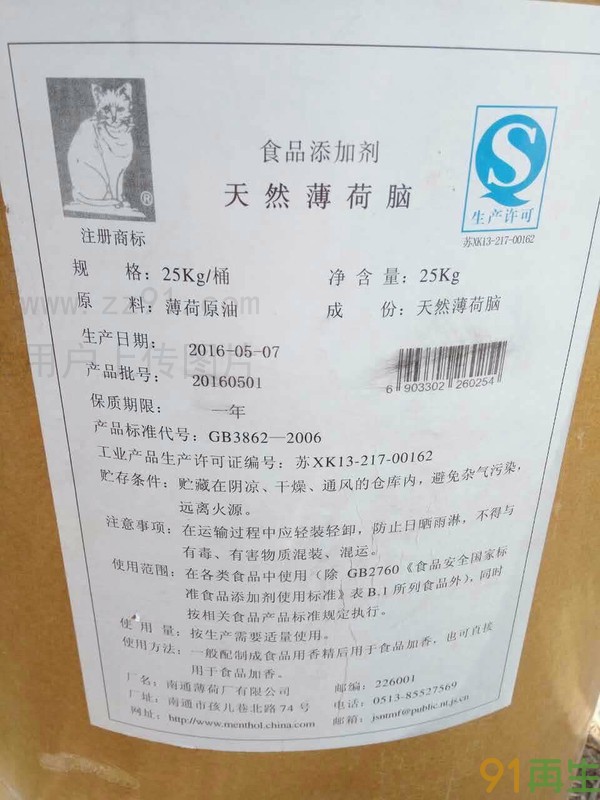 食品添加剂
天然薄荷脑
®
注册商标
生产许可
苏XK13-217-00162
规 格：25Kg/桶
净含量：25Kg
原 料：薄荷原油
成 份：天然薄荷脑
生产日期：2016-05-07
产品批号：20160501
6 903302 260254
保质期限：一年
产品标准代号：GB3862—2006
工业产品生产许可证编号：苏XK13-217-00162
贮存条件：贮藏在阴凉、干燥、通风的仓库内，避免杂气污染，
远离火源。
注意事项：在运输过程中应轻装轻卸，防止日晒雨淋，不得与
有毒、有害物质混装、混运。
使用范围：在各类食品中使用（除 GB2760《食品安全国家标
准食品添加剂使用标准》表B.1所列食品外），同时
按相关食品产品标准规定执行。
使 用 量：按生产需要适量使用。
使用方法：一般配制成食品用香精后用于食品加香，也可直接
用于食品加香。
厂名：南通薄荷厂有限公司
邮编：226001
厂址：南通市孩儿巷北路74号
电话：0513-85527569
网址：http://www.menthol.china.com
邮箱：jsntmf@public.nt.js.cn
www.zz91.com
用户上传图片
91再生